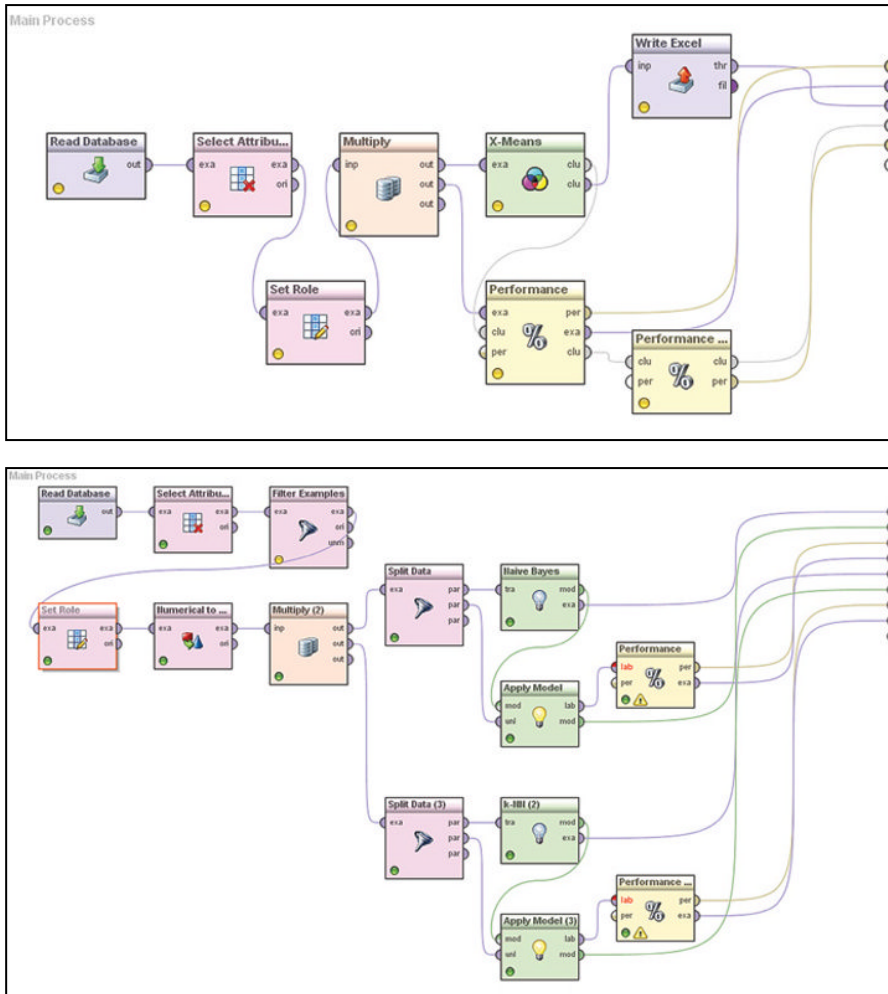 Main Process
Write Excel
inp thr
fil
Read Database
out
Select Attribu...
exa exa
ori
Multiply
inp out
out
out
X-Means
exa clu
clu
Set Role
exa exa
ori
Performance
exa per
clu exa
per clu
Performance ...
clu clu
per per
Main Process
Read Database
out
Select Attribu...
exa exa
ori
Filter Examples
exa exa
ori
unm
Set Role
exa exa
ori
Numerical to ...
exa exa
ori
Multiply (2)
inp out
out
out
Split Data
exa par
par
par
Naive Bayes
tra mod
exa
Apply Model
mod lab
unl mod
Performance
lab per
per exa
Split Data (3)
exa par
par
par
k-NN (2)
tra mod
exa
Apply Model (3)
mod lab
unl mod
Performance ...
lab per
per exa